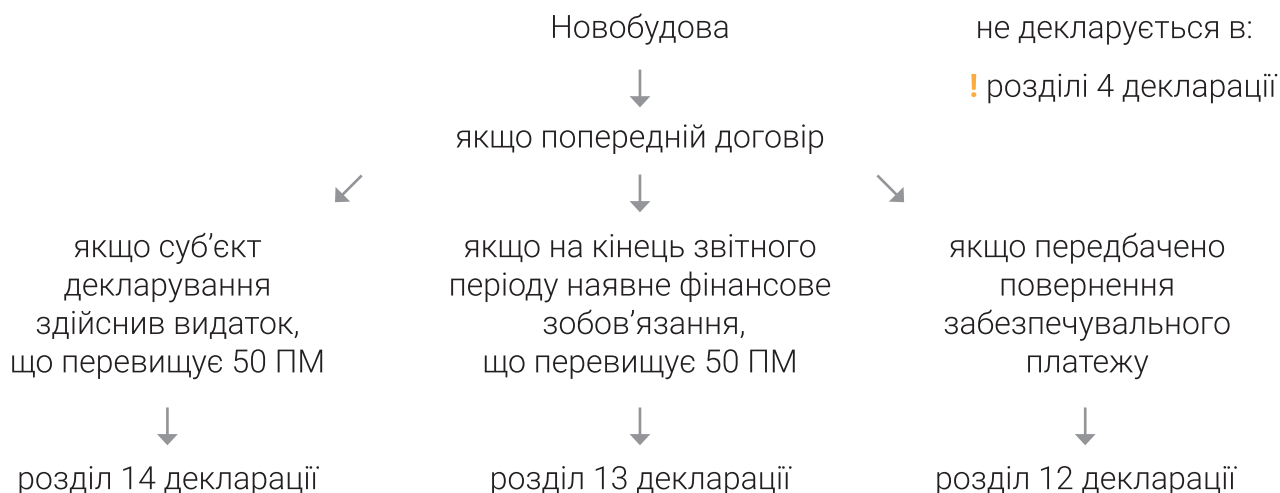 Новобудова
не декларується в:
! розділі 4 декларації
якщо попередній договір
якщо суб’єкт
декларування
здійснив видаток,
що перевищує 50 ПМ
якщо на кінець звітного
періоду наявне фінансове
зобов’язання,
що перевищує 50 ПМ
якщо передбачено
повернення
забезпечувального
платежу
розділ 14 декларації
розділ 13 декларації
розділ 12 декларації